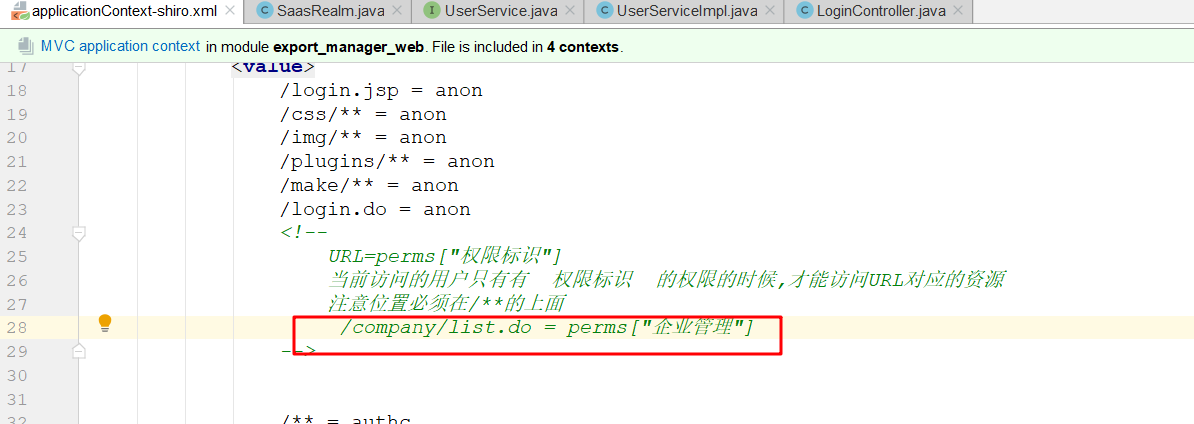 applicationContext-shiro.xml SaasRealm.java UserService.java UserServiceImpl.java LoginController.java
MVC application context in module export_manager_web. File is included in 4 contexts.
17 <value>
18 /login.jsp = anon
19 /css/** = anon
20 /img/** = anon
21 /plugins/** = anon
22 /make/** = anon
23 /login.do = anon
24 <!--
25 URL=perms["权限标识"]
26 当前访问的用户只有有 权限标识 的权限的时候,才能访问URL对应的资源
27 注意位置必须在/**的上面
28 /company/list.do = perms["企业管理"]
29 -->
30
31
32 /** = authc